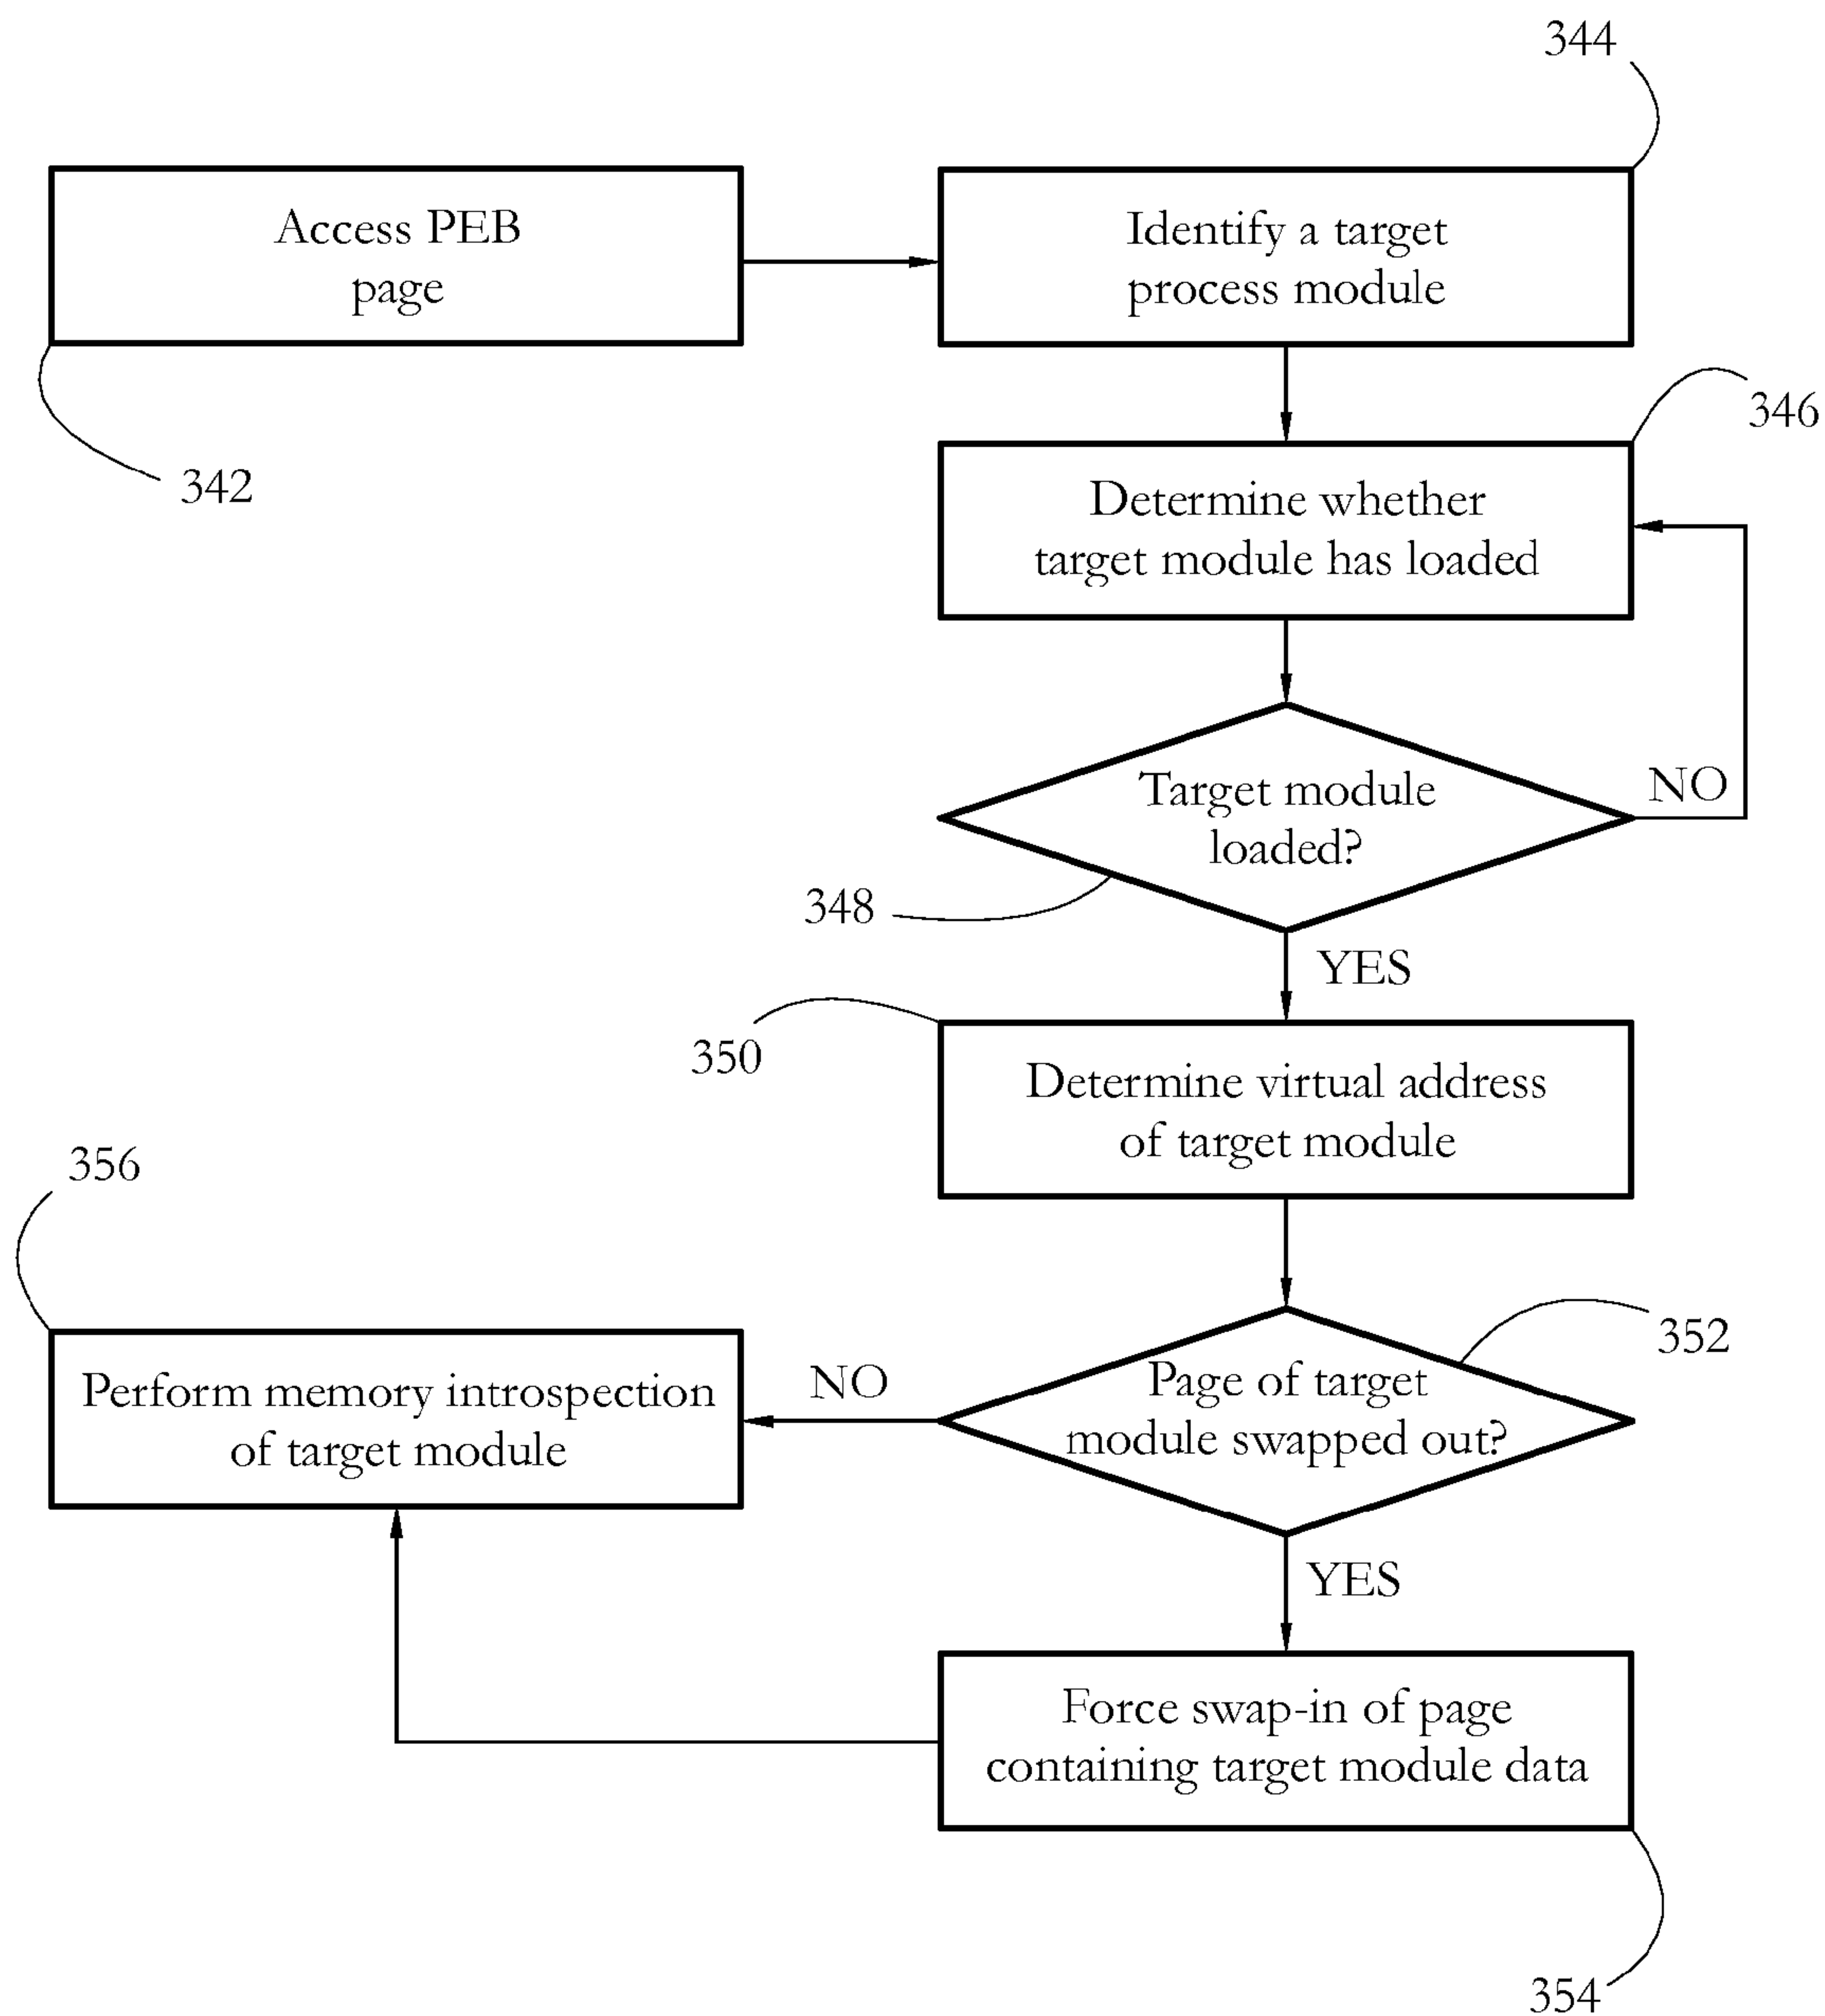 344
Access PEB
page
Identify a target
process module
342
346
Determine whether
target module has loaded
Target module
loaded?
NO
348
YES
350
Determine virtual address
of target module
356
352
Perform memory introspection
of target module
NO
Page of target
module swapped out?
YES
Force swap-in of page
containing target module data
354